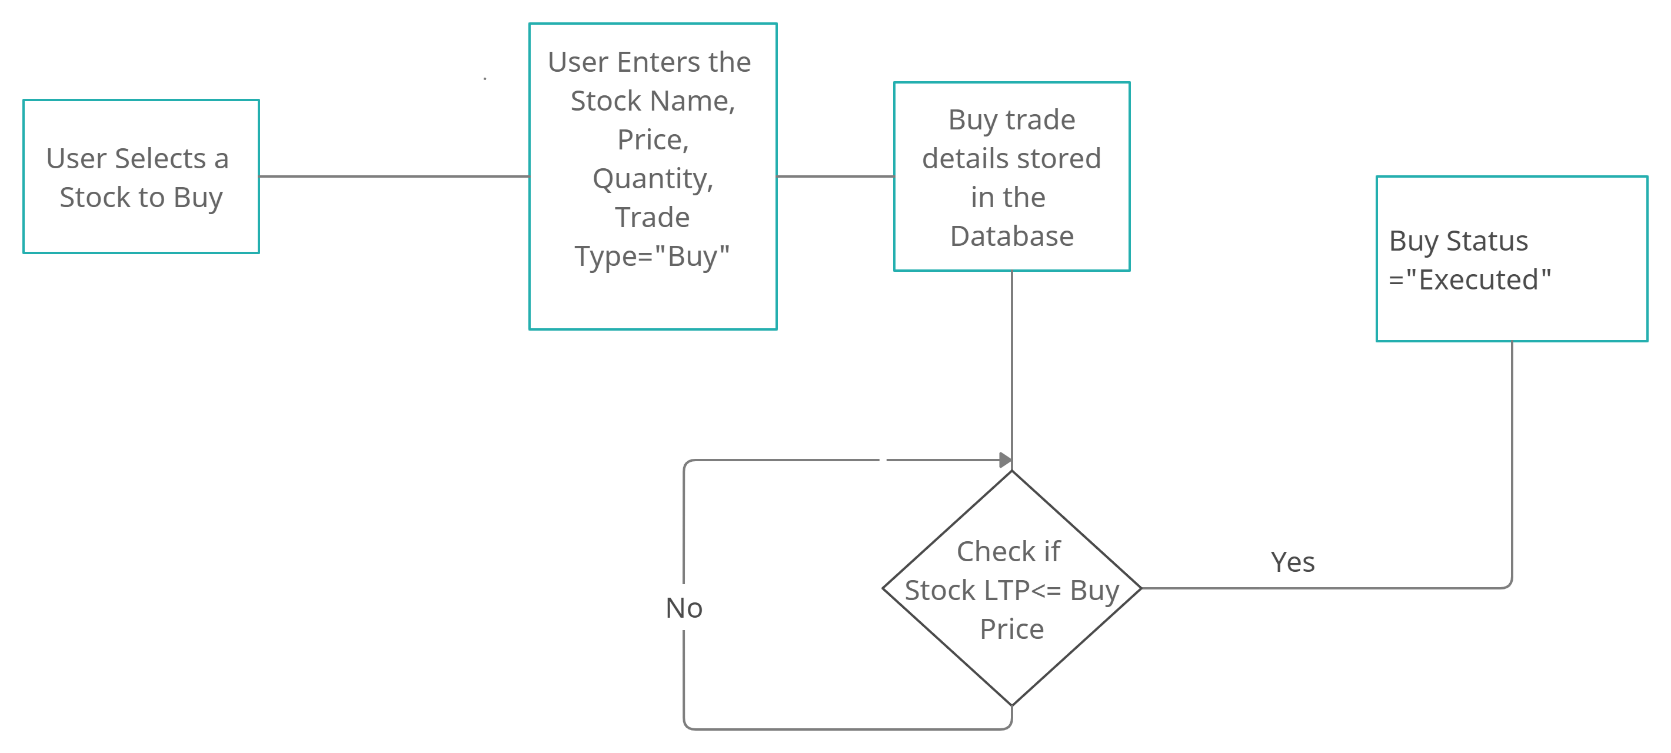 User Selects a
Stock to Buy
User Enters the
Stock Name,
Price,
Quantity,
Trade
Type="Buy"
Buy trade
details stored
in the
Database
Buy Status
="Executed"
Check if
Stock LTP<= Buy
Price
Yes
No